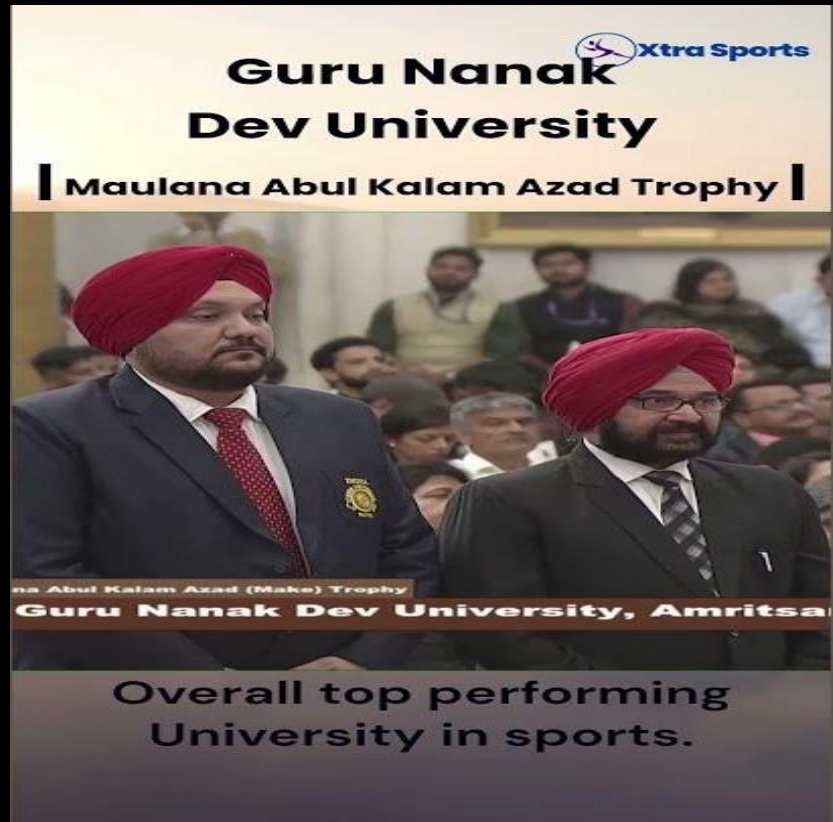 Xtra Sports
Guru Nanak
Dev University
Maulana Abul Kalam Azad Trophy
na Abul Kalam Azad (Make) Trophy
Guru Nanak Dev University, Amritsa
Overall top performing
University in sports.